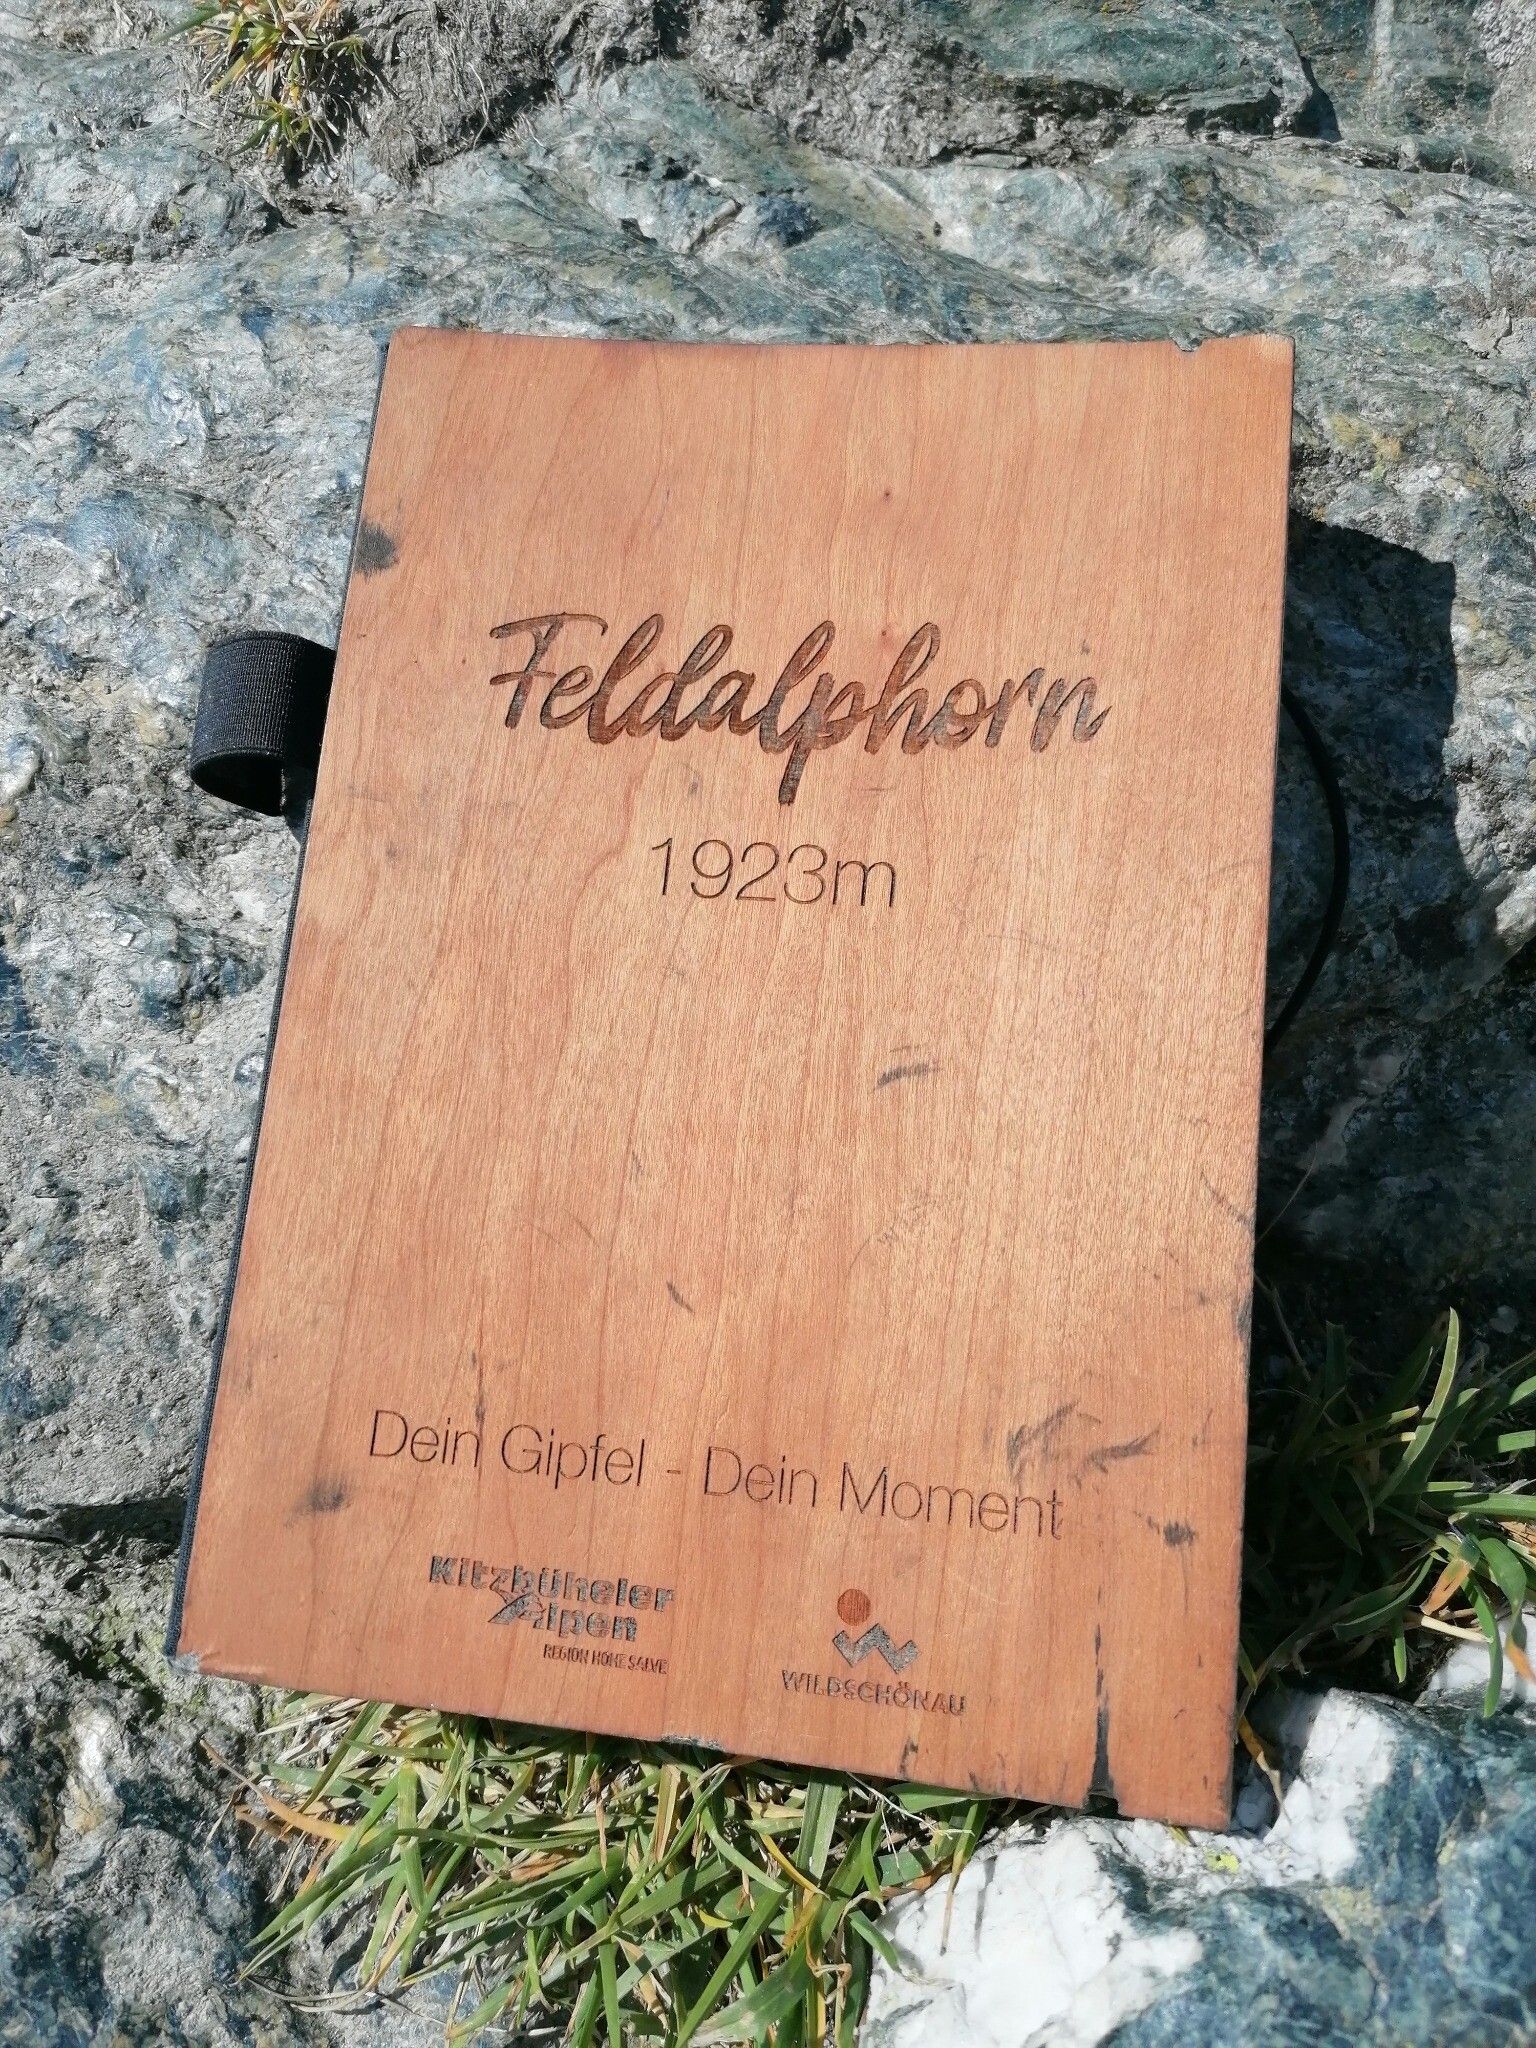 Feldalphorn
1923m
Dein Gipfel - Dein Moment
Kitzbüheler
Alpen
REGION HOHE SALVE
WILDSCHÖNAU